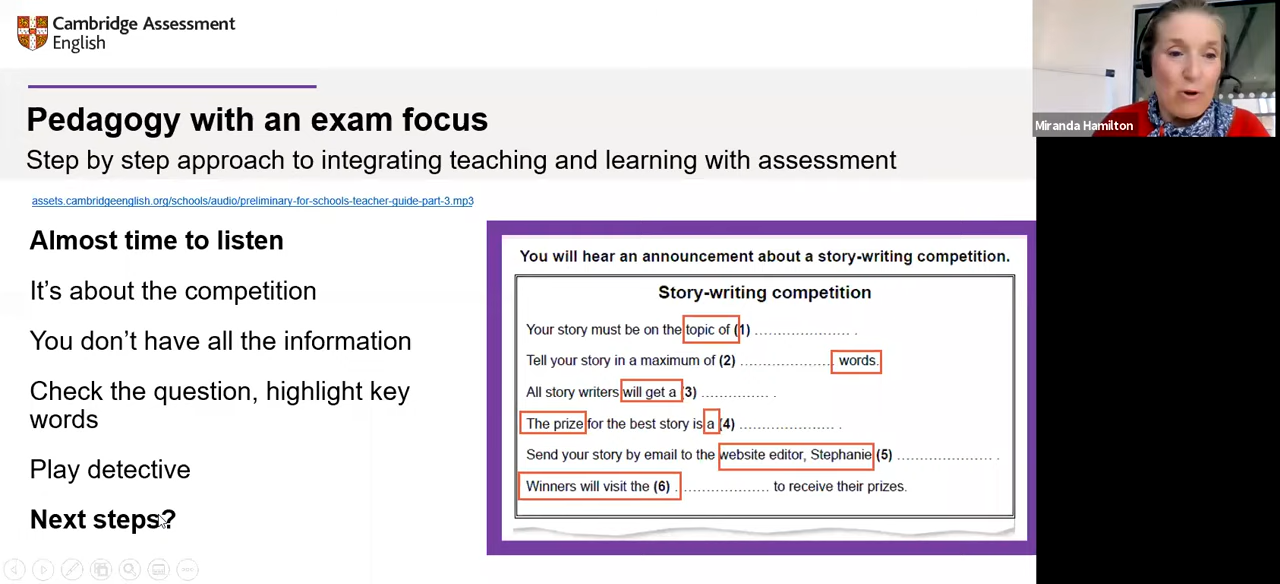 Cambridge Assessment
English
Miranda Hamilton
Pedagogy with an exam focus
Step by step approach to integrating teaching and learning with assessment
assets.cambridgeenglish.org/schools/audio/preliminary-for-schools-teacher-guide-part-3.mp3
Almost time to listen
It's about the competition
You don't have all the information
Check the question, highlight key
words
Play detective
Next steps?
You will hear an announcement about a story-writing competition.
Story-writing competition
Your story must be on the topic of (1) ...................... .
Tell your story in a maximum of (2) ...................... words.
All story writers will get a (3) ................ .
The prize for the best story is a (4) ...................... .
Send your story by email to the website editor, Stephanie (5) ........................ .
Winners will visit the (6) ...................... to receive their prizes.